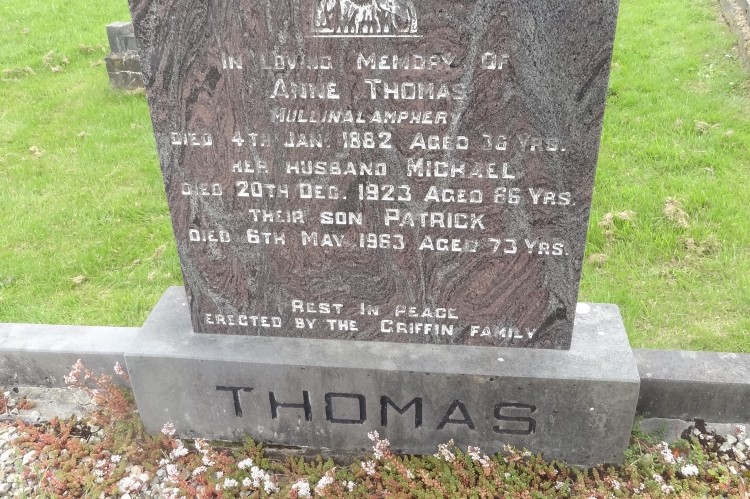 In Loving Memory Of
Anne Thomas
Mullinalamphery
Died 4th Jan. 1882 Aged 36 Yrs.
Her Husband Michael
Died 20th Dec. 1923 Aged 86 Yrs.
Their Son Patrick
Died 6th May 1963 Aged 73 Yrs.
Rest In Peace
Erected By The Griffin Family
THOMAS